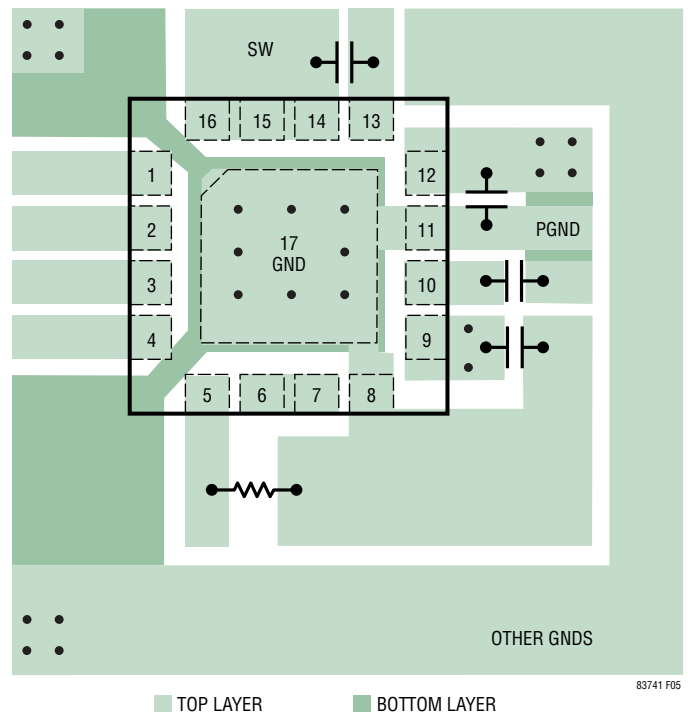 SW
16 15 14 13
1
12
2
11
PGND
17
GND
3
10
4
9
5 6 7 8
OTHER GNDS
83741 F05
TOP LAYER
BOTTOM LAYER